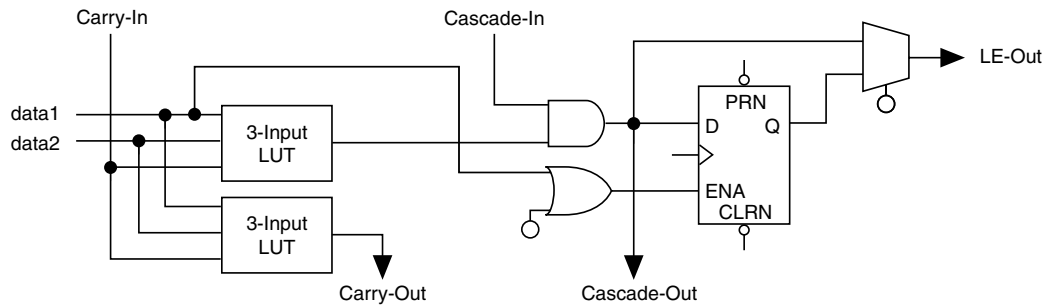 Carry-In
Cascade-In
LE-Out
data1
data2
3-Input
LUT
PRN
D
Q
ENA
CLRN
3-Input
LUT
Carry-Out
Cascade-Out